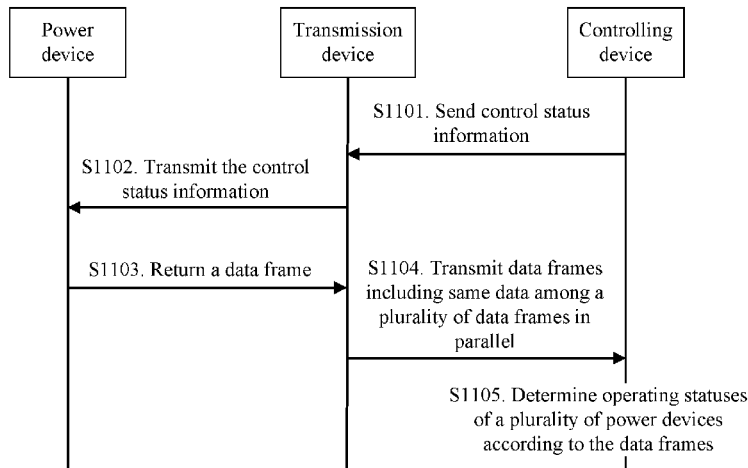 Power
device
Transmission
device
Controlling
device
S1101. Send control status
information
S1102. Transmit the control
status information
S1103. Return a data frame
S1104. Transmit data frames
including same data among a
plurality of data frames in
parallel
S1105. Determine operating statuses
of a plurality of power devices
according to the data frames